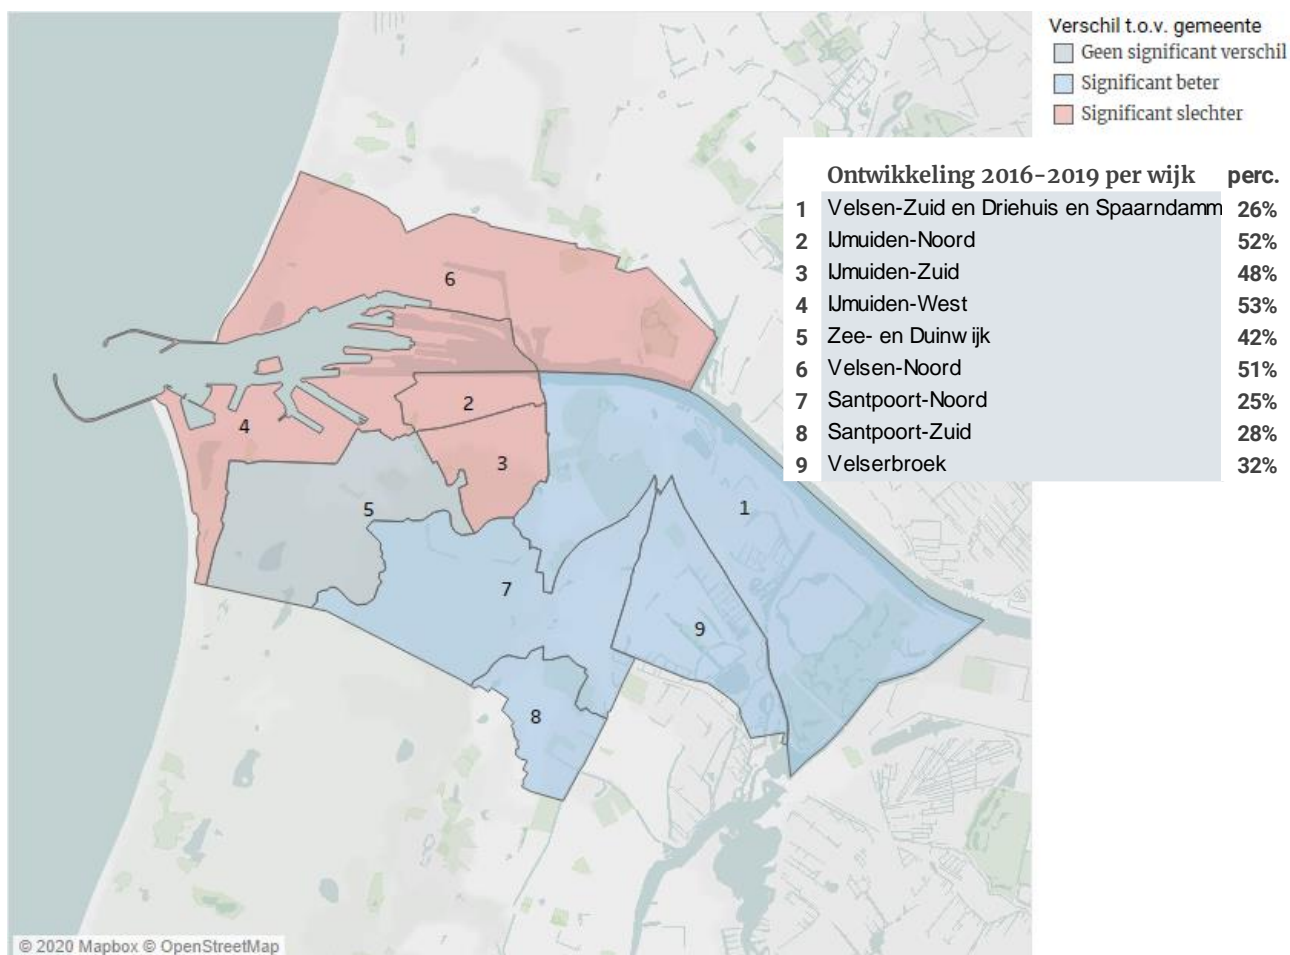 Verschil t.o.v. gemeente
Geen significant verschil
Significant beter
Significant slechter
Ontwikkeling 2016-2019 per wijk perc.
1 Velsen-Zuid en Driehuis en Spaarndamm 26%
2 IJmuiden-Noord 52%
3 IJmuiden-Zuid 48%
4 IJmuiden-West 53%
5 Zee- en Duinwijk 42%
6 Velsen-Noord 51%
7 Santpoort-Noord 25%
8 Santpoort-Zuid 28%
9 Velserbroek 32%
6
2
4
3
5
1
7
9
8
© 2020 Mapbox © OpenStreetMap